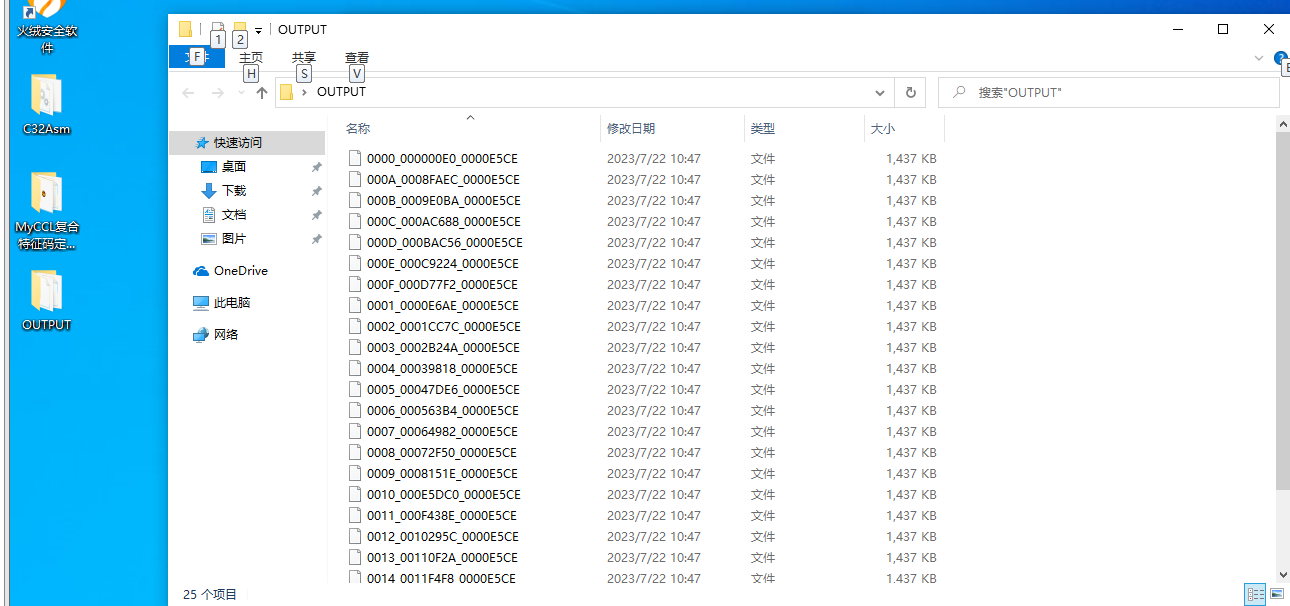 火绒安全软
件
C32Asm
MyCCL复合
特征码定...
OUTPUT
1
2
OUTPUT
F
主页
共享
查看
H
S
V
OUTPUT
搜索"OUTPUT"
快速访问
桌面
下载
文档
图片
OneDrive
此电脑
网络
名称 修改日期 类型 大小
0000_000000E0_0000E5CE 2023/7/22 10:47 文件 1,437 KB
000A_0008FAEC_0000E5CE 2023/7/22 10:47 文件 1,437 KB
000B_0009E0BA_0000E5CE 2023/7/22 10:47 文件 1,437 KB
000C_000AC688_0000E5CE 2023/7/22 10:47 文件 1,437 KB
000D_000BAC56_0000E5CE 2023/7/22 10:47 文件 1,437 KB
000E_000C9224_0000E5CE 2023/7/22 10:47 文件 1,437 KB
000F_000D77F2_0000E5CE 2023/7/22 10:47 文件 1,437 KB
0001_0000E6AE_0000E5CE 2023/7/22 10:47 文件 1,437 KB
0002_0001CC7C_0000E5CE 2023/7/22 10:47 文件 1,437 KB
0003_0002B24A_0000E5CE 2023/7/22 10:47 文件 1,437 KB
0004_00039818_0000E5CE 2023/7/22 10:47 文件 1,437 KB
0005_00047DE6_0000E5CE 2023/7/22 10:47 文件 1,437 KB
0006_000563B4_0000E5CE 2023/7/22 10:47 文件 1,437 KB
0007_00064982_0000E5CE 2023/7/22 10:47 文件 1,437 KB
0008_00072F50_0000E5CE 2023/7/22 10:47 文件 1,437 KB
0009_0008151E_0000E5CE 2023/7/22 10:47 文件 1,437 KB
0010_000E5DC0_0000E5CE 2023/7/22 10:47 文件 1,437 KB
0011_000F438E_0000E5CE 2023/7/22 10:47 文件 1,437 KB
0012_0010295C_0000E5CE 2023/7/22 10:47 文件 1,437 KB
0013_00110F2A_0000E5CE 2023/7/22 10:47 文件 1,437 KB
0014_0011F4F8_0000E5CE 2023/7/22 10:47 文件 1,437 KB
25 个项目